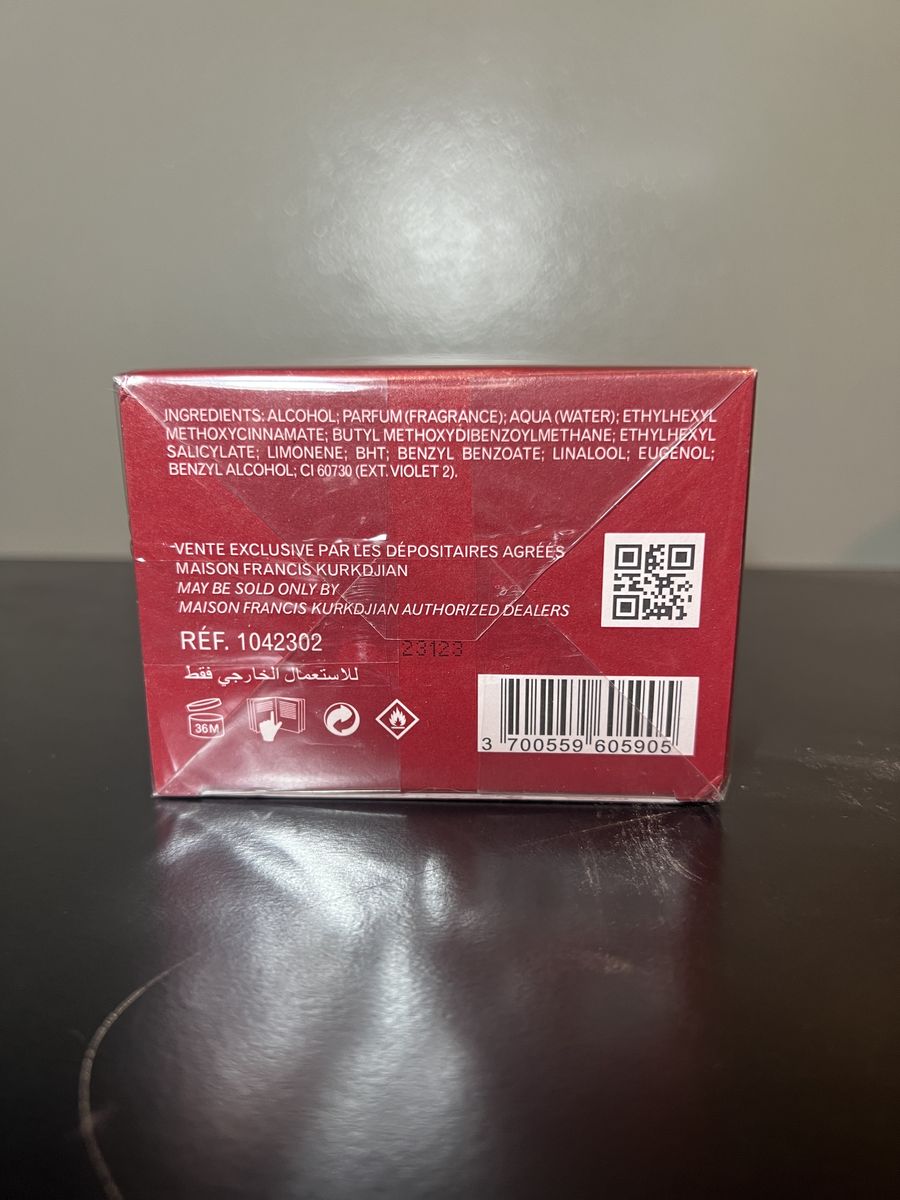 INGREDIENTS: ALCOHOL; PARFUM (FRAGRANCE); AQUA (WATER); ETHYLHEXYL
METHOXYCINNAMATE; BUTYL METHOXYDIBENZOYLMETHANE; ETHYLHEXYL
SALICYLATE; LIMONENE; BHT; BENZYL BENZOATE; LINALOOL; EUGENOL;
BENZYL ALCOHOL; CI 60730 (EXT. VIOLET 2).
VENTE EXCLUSIVE PAR LES DÉPOSITAIRES AGRÉÉS
MAISON FRANCIS KURKDJIAN
MAY BE SOLD ONLY BY
MAISON FRANCIS KURKDJIAN AUTHORIZED DEALERS
RÉF. 1042302
23123
للاستعمال الخارجي فقط
36M
3 700559 605905